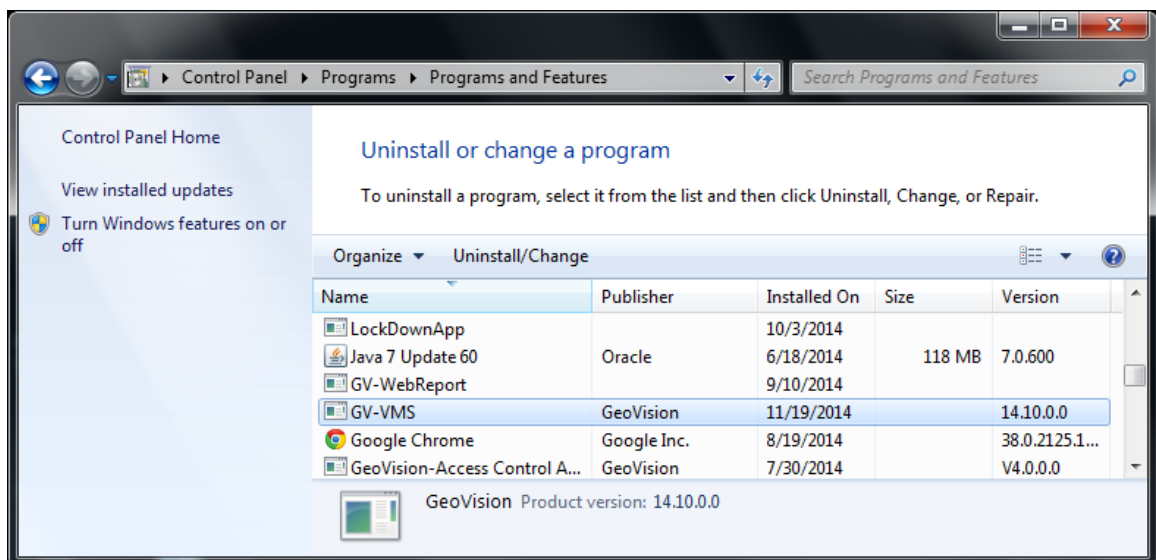 Control Panel Programs Programs and Features Search Programs and Features
Control Panel Home
View installed updates
Turn Windows features on or
off
Uninstall or change a program
To uninstall a program, select it from the list and then click Uninstall, Change, or Repair.
Organize Uninstall/Change
Name Publisher Installed On Size Version
LockDownApp 10/3/2014
Java 7 Update 60 Oracle 6/18/2014 118 MB 7.0.600
GV-WebReport 9/10/2014
GV-VMS GeoVision 11/19/2014 14.10.0.0
Google Chrome Google Inc. 8/19/2014 38.0.2125.1...
GeoVision-Access Control A... GeoVision 7/30/2014 V4.0.0.0
GeoVision Product version: 14.10.0.0